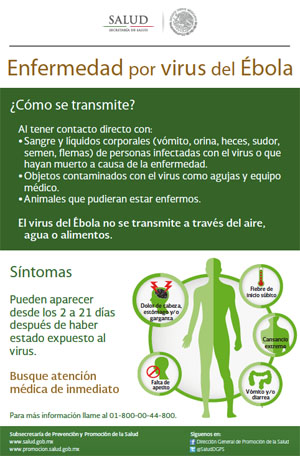 SALUD
SECRETARÍA DE SALUD
Enfermedad por virus del Ébola
¿Cómo se transmite?
Al tener contacto directo con:
•Sangre y líquidos corporales (vómito, orina, heces, sudor,
semen, flemas) de personas infectadas con el virus o que
hayan muerto a causa de la enfermedad.
•Objetos contaminados con el virus como agujas y equipo
médico.
•Animales que pudieran estar enfermos.
El virus del Ébola no se transmite a través del aire,
agua o alimentos.
Síntomas
Pueden aparecer
desde los 2 a 21 días
después de haber
estado expuesto al
virus.
Busque atención
médica de inmediato
Dolor de cabeza,
estómago y/o
garganta
Fiebre de
inicio súbito
Cansancio
extremo
Falta de
apetito
Vómito y/o
diarrea
Para más información llame al 01-800-00-44-800.
Subsecretaría de Prevención y Promoción de la Salud
www.salud.gob.mx
www.promocion.salud.gob.mx
Síguenos en:
Dirección General de Promoción de la Salud
@SaludDGPS